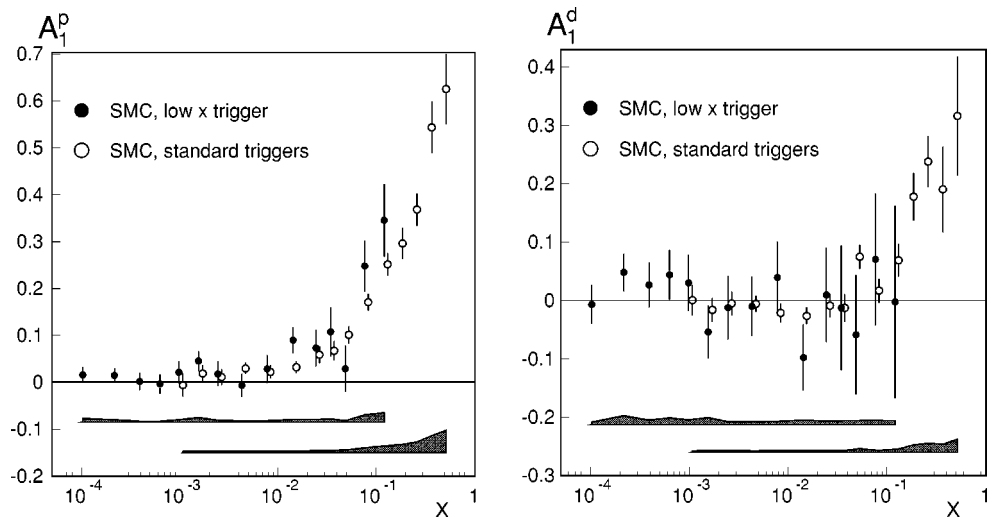 A₁ᵖ
0.7
0.6
0.5
0.4
0.3
0.2
0.1
0
-0.1
-0.2
SMC, low x trigger
SMC, standard triggers
10⁻⁴ 10⁻³ 10⁻² 10⁻¹ 1
X
A₁ᵈ
0.4
0.3
0.2
0.1
0
-0.1
-0.2
-0.3
SMC, low x trigger
SMC, standard triggers
10⁻⁴ 10⁻³ 10⁻² 10⁻¹ 1
X